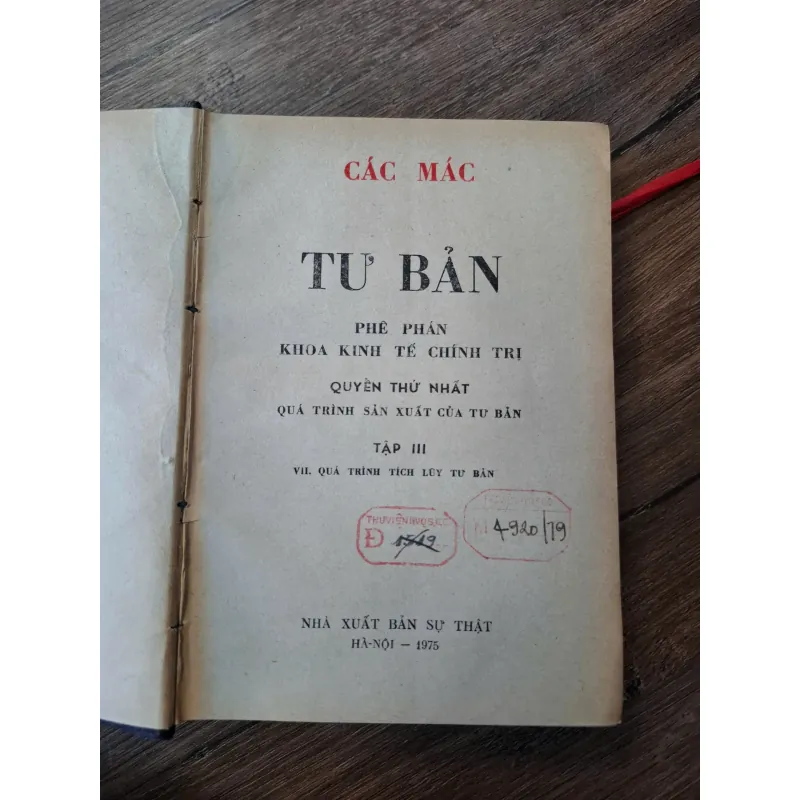 CÁC MÁC
TƯ BẢN
PHÊ PHÁN
KHOA KINH TẾ CHÍNH TRỊ
QUYỂN THỨ NHẤT
QUÁ TRÌNH SẢN XUẤT CỦA TƯ BẢN
TẬP III
VII. QUÁ TRÌNH TÍCH LŨY TƯ BẢN
Đ
4920/79
NHÀ XUẤT BẢN SỰ THẬT
HÀ-NỘI — 1975